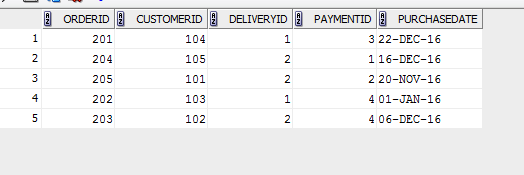 ORDERID CUSTOMERID DELIVERYID PAYMENTID PURCHASEDATE
1 201 104 1 3 22-DEC-16
2 204 105 2 1 16-DEC-16
3 205 101 2 2 20-NOV-16
4 202 103 1 4 01-JAN-16
5 203 102 2 4 06-DEC-16